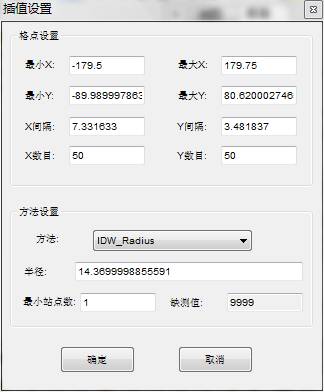 插值设置
格点设置
最小X: -179.5 最大X: 179.75
最小Y: -89.989997863 最大Y: 80.620002746
X间隔: 7.331633 Y间隔: 3.481837
X数目: 50 Y数目: 50
方法设置
方法: IDW_Radius
半径: 14.3699998855591
最小站点数: 1 缺测值: 9999
确定 取消